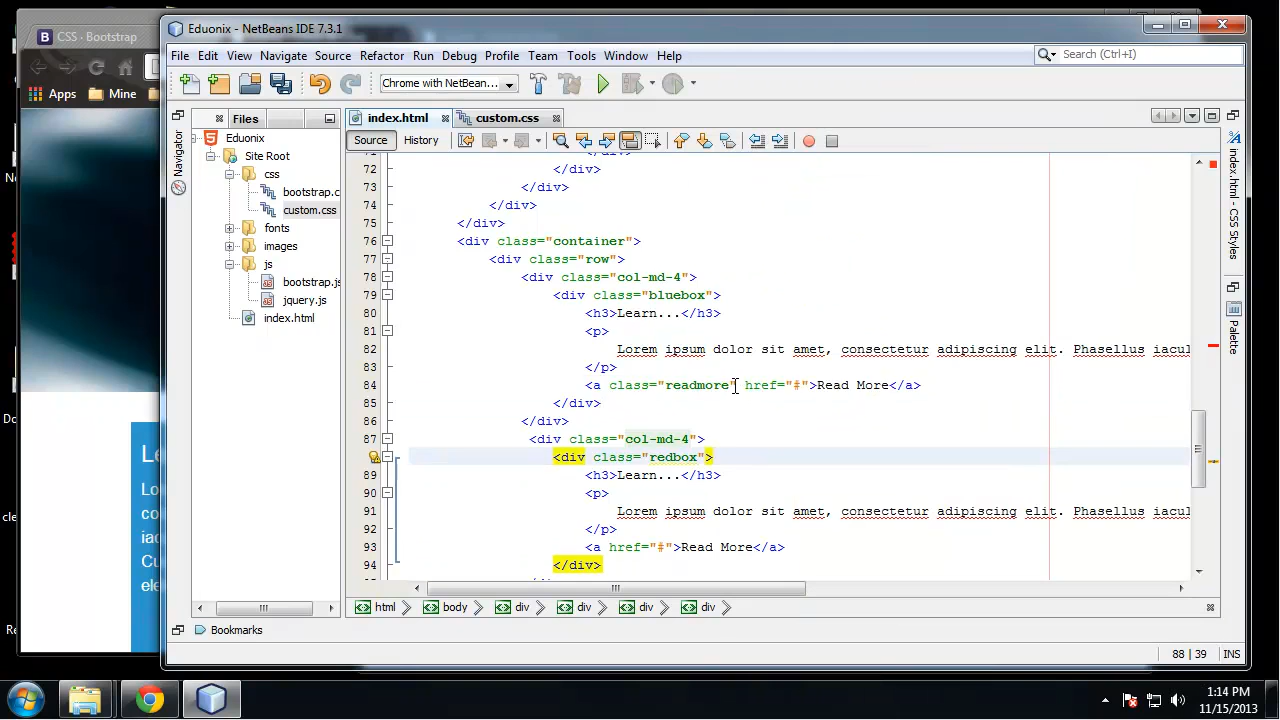 CSS · Bootstrap
Apps
Mine
Eduonix - NetBeans IDE 7.3.1
File Edit View Navigate Source Refactor Run Debug Profile Team Tools Window Help
Search (Ctrl+I)
Chrome with NetBean...
Files
Navigator
Eduonix
Site Root
css
bootstrap.c
custom.css
fonts
images
js
bootstrap.js
jquery.js
index.html
index.html custom.css
Source History
72 </div>
73 </div>
74 </div>
75 </div>
76 <div class="container">
77 <div class="row">
78 <div class="col-md-4">
79 <div class="bluebox">
80 <h3>Learn...</h3>
81 <p>
82 Lorem ipsum dolor sit amet, consectetur adipiscing elit. Phasellus iacul
83 </p>
84 <a class="readmore" href="#">Read More</a>
85 </div>
86 </div>
87 <div class="col-md-4">
88 <div class="redbox">
89 <h3>Learn...</h3>
90 <p>
91 Lorem ipsum dolor sit amet, consectetur adipiscing elit. Phasellus iacul
92 </p>
93 <a href="#">Read More</a>
94 </div>
html body div div div div
Bookmarks
index.html - CSS Styles
Palette
88 | 39 INS
1:14 PM
11/15/2013